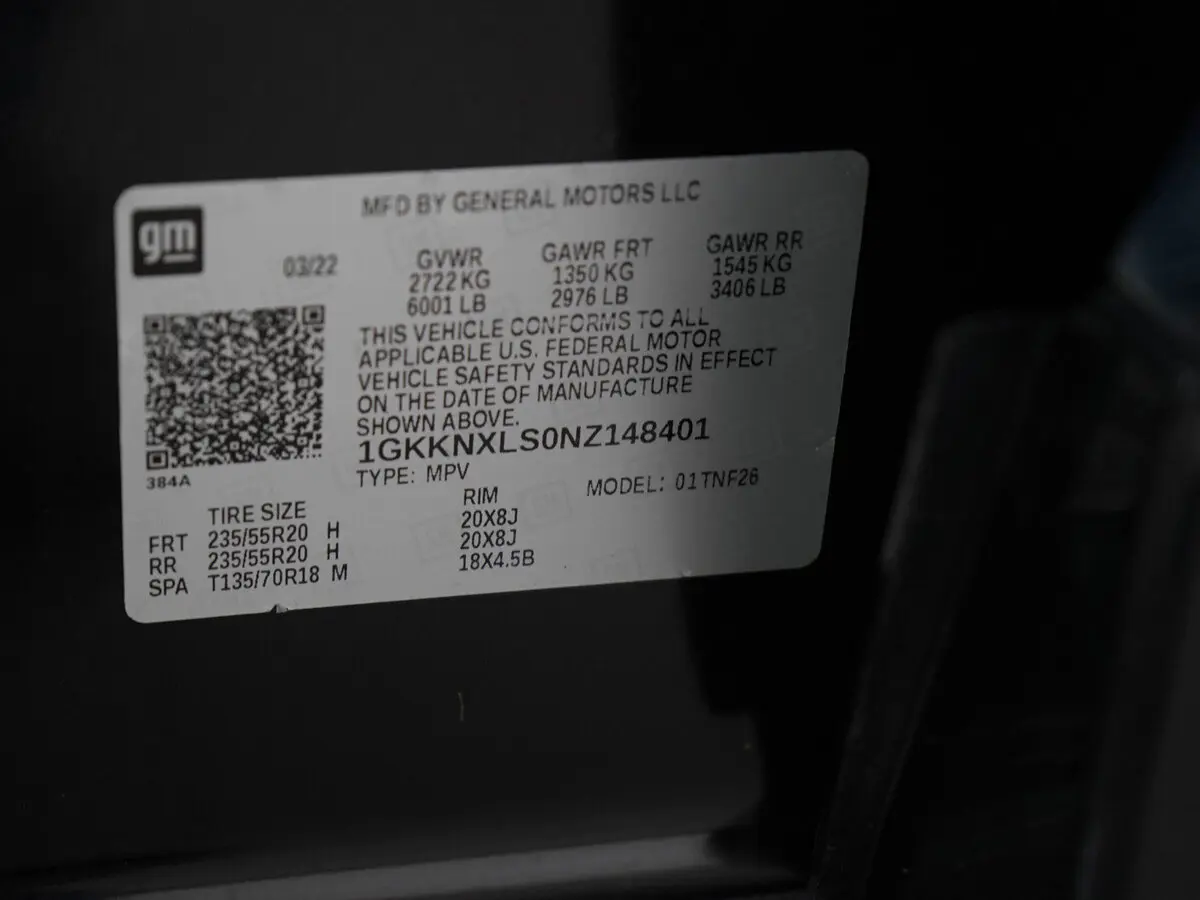 gm
MFD BY GENERAL MOTORS LLC
03/22
GVWR GAWR FRT GAWR RR
2722 KG 1350 KG 1545 KG
6001 LB 2976 LB 3406 LB
THIS VEHICLE CONFORMS TO ALL
APPLICABLE U.S. FEDERAL MOTOR
VEHICLE SAFETY STANDARDS IN EFFECT
ON THE DATE OF MANUFACTURE
SHOWN ABOVE.
1GKKNXLS0NZ148401
384A
TYPE: MPV MODEL: 01TNF26
TIRE SIZE RIM
FRT 235/55R20 H 20X8J
RR 235/55R20 H 20X8J
SPA T135/70R18 M 18X4.5B